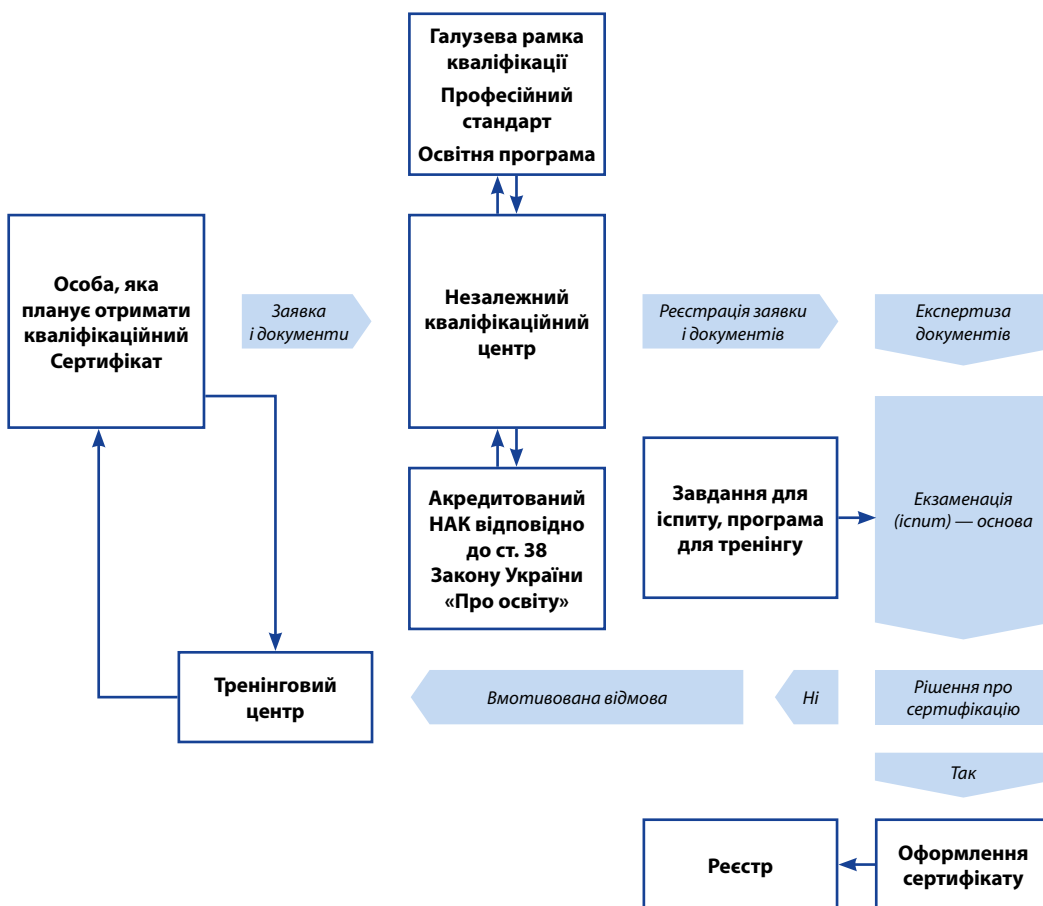 Галузева рамка
кваліфікації
Професійний
стандарт
Освітня програма
Особа, яка
планує отримати
кваліфікаційний
Сертифікат
Заявка
і документи
Незалежний
кваліфікаційний
центр
Реєстрація заявки
і документів
Експертиза
документів
Акредитований
НАК відповідно
до ст. 38
Закону України
«Про освіту»
Завдання для
іспиту, програма
для тренінгу
Екзаменація
(іспит) — основа
Тренінговий
центр
Вмотивована відмова
Ні
Рішення про
сертифікацію
Так
Реєстр
Оформлення
сертифікату